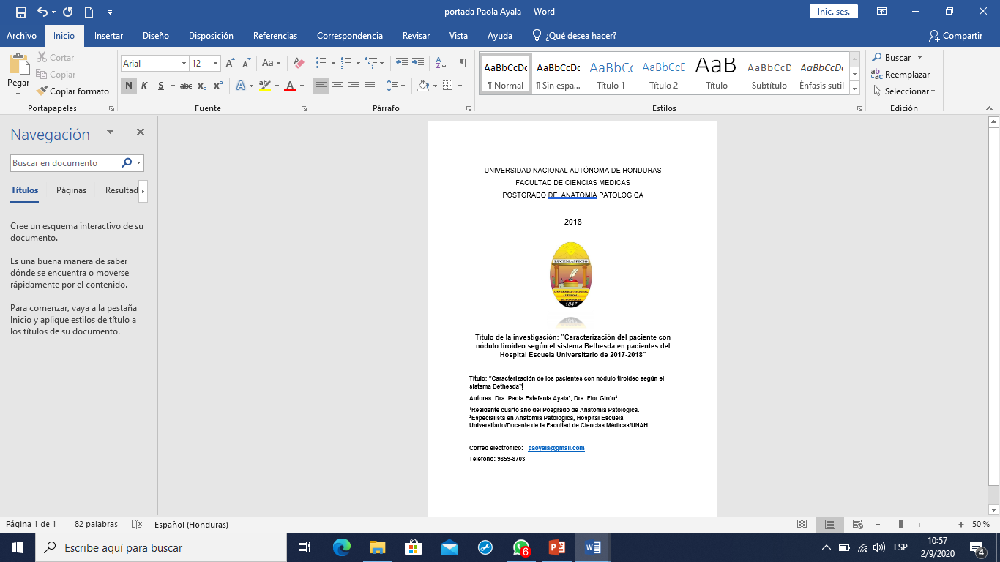 portada Paola Ayala - Word
Inic. ses.
Archivo Inicio Insertar Diseño Disposición Referencias Correspondencia Revisar Vista Ayuda ¿Qué desea hacer? Compartir
Pegar
Cortar
Copiar
Copiar formato
Portapapeles
Arial 12 Aa
N K S abc x₂ x² A ab A
Fuente
Párrafo
AaBbCcDc AaBbCcDc AaBbCc AaBbCcD AaB AaBbCcD AaBbCcDc
¶ Normal ¶ Sin espa... Título 1 Título 2 Título Subtítulo Énfasis sutil
Estilos
Buscar
Reemplazar
Seleccionar
Edición
Navegación
Buscar en documento
Títulos Páginas Resultad
Cree un esquema interactivo de su
documento.
Es una buena manera de saber
dónde se encuentra o moverse
rápidamente por el contenido.
Para comenzar, vaya a la pestaña
Inicio y aplique estilos de título a
los títulos de su documento.
UNIVERSIDAD NACIONAL AUTÓNOMA DE HONDURAS
FACULTAD DE CIENCIAS MÉDICAS
POSTGRADO DE ANATOMIA PATOLOGICA
2018
LUCEM ASPICIO
UNIVERSIDAD NACIONAL
AUTONOMA
DE HONDURAS
1847
Título de la investigación: "Caracterización del paciente con
nódulo tiroideo según el sistema Bethesda en pacientes del
Hospital Escuela Universitario de 2017-2018"
Título: "Caracterización de los pacientes con nódulo tiroideo según el
sistema Bethesda".
Autores: Dra. Paola Estefania Ayala¹, Dra. Flor Girón²
¹Residente cuarto año del Posgrado de Anatomía Patológica.
²Especialista en Anatomía Patológica, Hospital Escuela
Universitario/Docente de la Facultad de Ciencias Médicas/UNAH
Correo electrónico: paoyala@gmail.com
Teléfono: 9859-8703
Página 1 de 1 82 palabras Español (Honduras) 50 %
Escribe aquí para buscar
6
ESP
10:57
2/9/2020
4